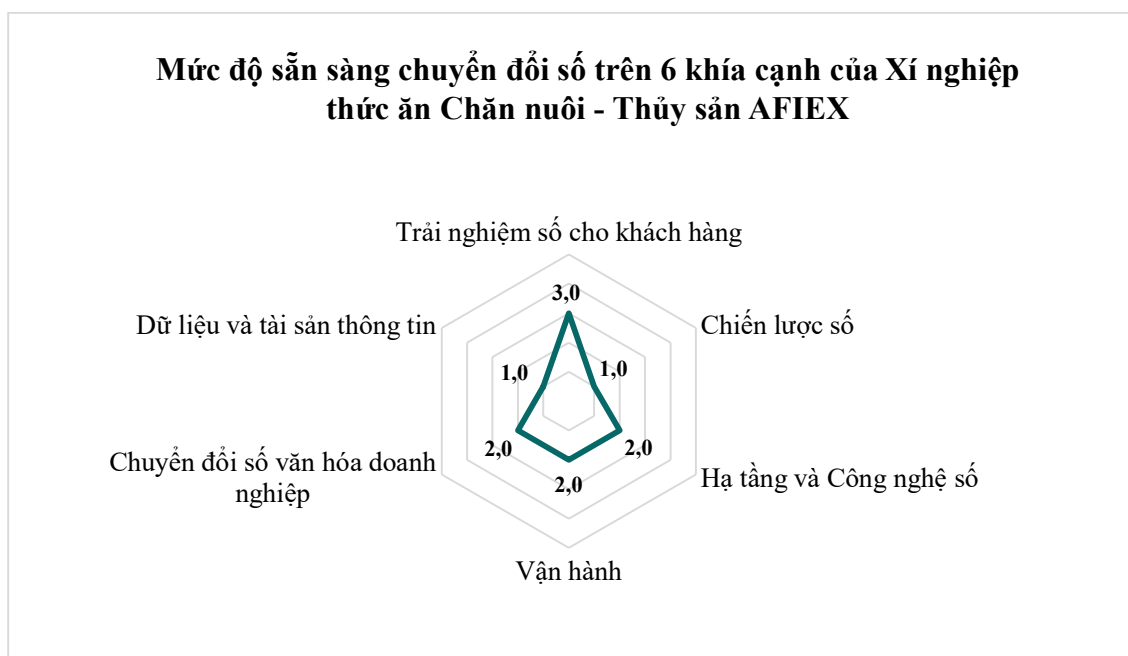 Mức độ sẵn sàng chuyển đổi số trên 6 khía cạnh của Xí nghiệp
thức ăn Chăn nuôi - Thủy sản AFIEX
Trải nghiệm số cho khách hàng
3,0
Dữ liệu và tài sản thông tin
Chiến lược số
1,0
1,0
2,0
2,0
Chuyển đổi số văn hóa doanh
nghiệp
Hạ tầng và Công nghệ số
2,0
Vận hành